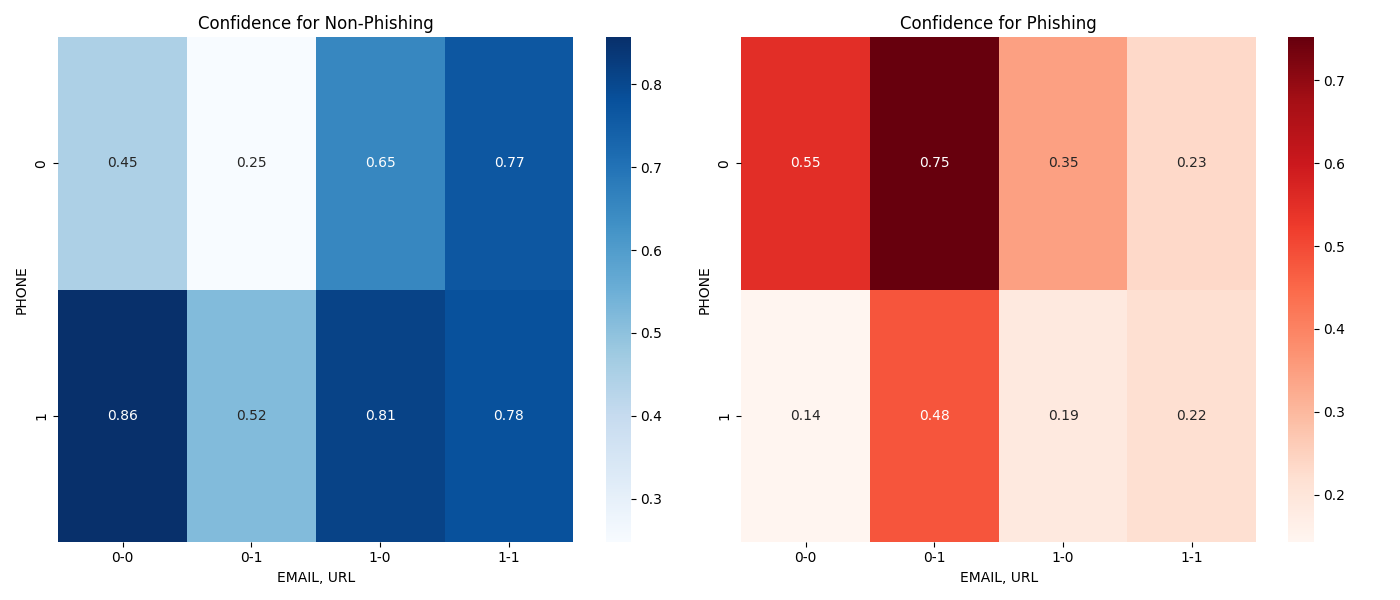 Confidence for Non-Phishing
0.45 0.25 0.65 0.77
0.86 0.52 0.81 0.78
0
1
PHONE
0-0 0-1 1-0 1-1
EMAIL, URL
0.8
0.7
0.6
0.5
0.4
0.3
Confidence for Phishing
0.55 0.75 0.35 0.23
0.14 0.48 0.19 0.22
0
1
PHONE
0-0 0-1 1-0 1-1
EMAIL, URL
0.7
0.6
0.5
0.4
0.3
0.2